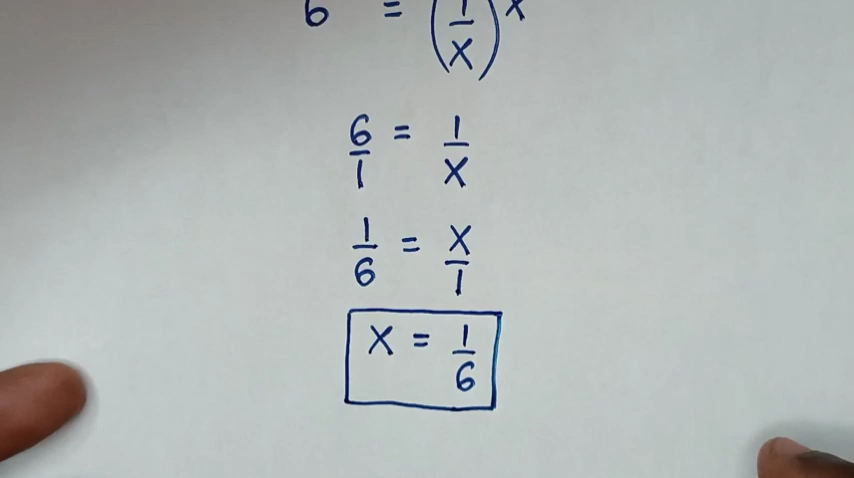 6 = (1/x)^x
6/1 = 1/x
1/6 = x/1
x = 1/6